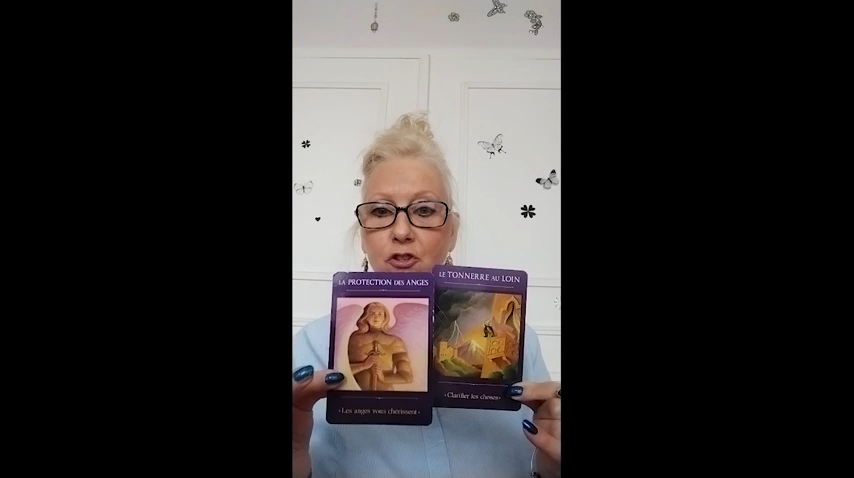 LA PROTECTION DES ANGES
LE TONNERRE AU LOIN
• Les anges vous chérissent •
• Clarifier les choses •